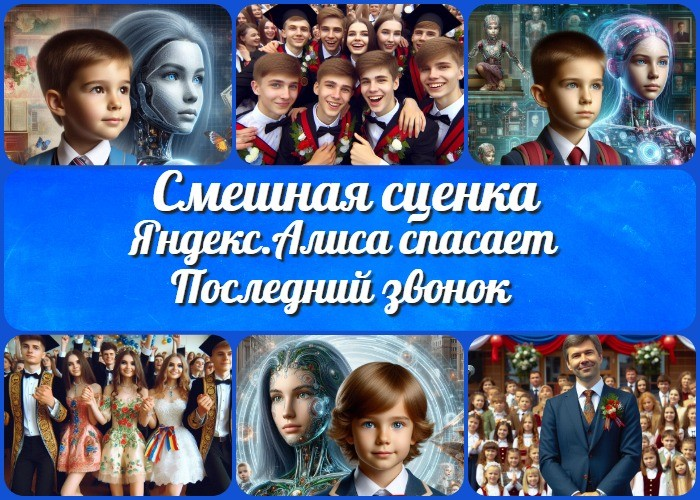 Смешная сценка
Яндекс.Алиса спасает
Последний звонок